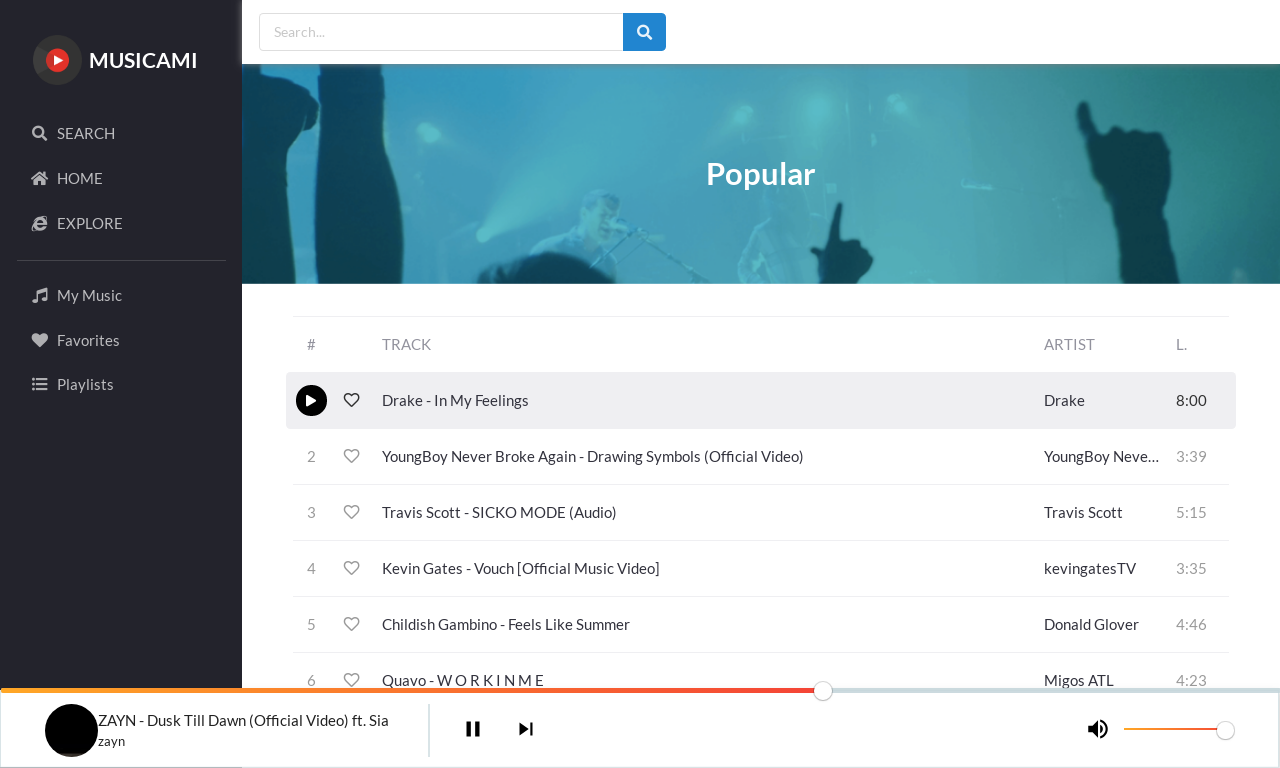 MUSICAMI
SEARCH
HOME
EXPLORE
My Music
Favorites
Playlists
Search...
Popular
# TRACK ARTIST L.
Drake - In My Feelings Drake 8:00
2 YoungBoy Never Broke Again - Drawing Symbols (Official Video) YoungBoy Neve... 3:39
3 Travis Scott - SICKO MODE (Audio) Travis Scott 5:15
4 Kevin Gates - Vouch [Official Music Video] kevingatesTV 3:35
5 Childish Gambino - Feels Like Summer Donald Glover 4:46
6 Quavo - W O R K I N M E Migos ATL 4:23
ZAYN - Dusk Till Dawn (Official Video) ft. Sia
zayn